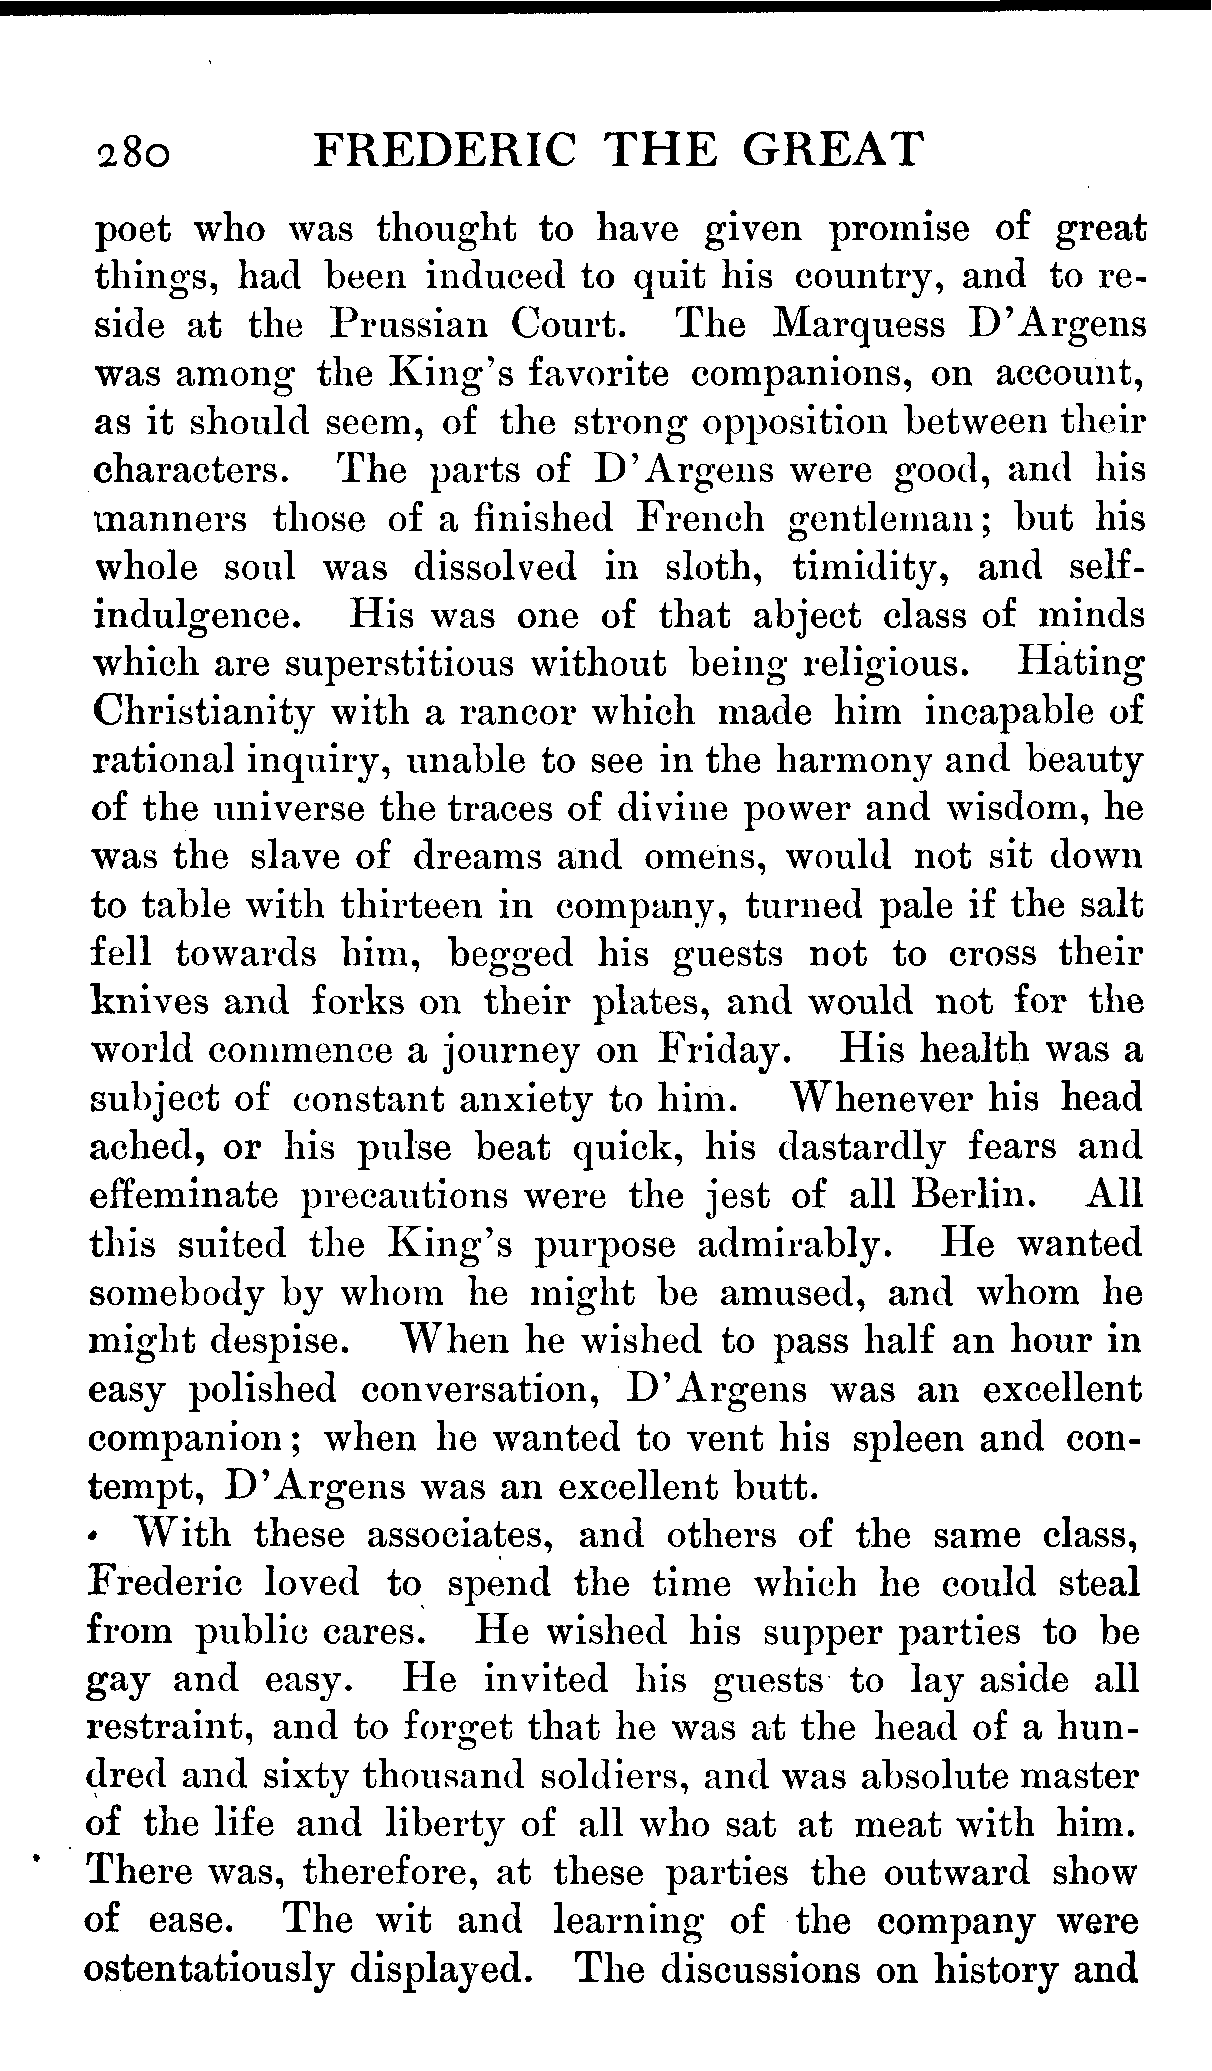 280 FREDERIC THE GREAT
poet who was thought to have given promise of great
things, had been induced to quit his country, and to re-
side at the Prussian Court. The Marquess D'Argens
was among the King's favorite companions, on account,
as it should seem, of the strong opposition between their
characters. The parts of D'Argens were good, and his
manners those of a finished French gentleman; but his
whole soul was dissolved in sloth, timidity, and self-
indulgence. His was one of that abject class of minds
which are superstitious without being religious. Hating
Christianity with a rancor which made him incapable of
rational inquiry, unable to see in the harmony and beauty
of the universe the traces of divine power and wisdom, he
was the slave of dreams and omens, would not sit down
to table with thirteen in company, turned pale if the salt
fell towards him, begged his guests not to cross their
knives and forks on their plates, and would not for the
world commence a journey on Friday. His health was a
subject of constant anxiety to him. Whenever his head
ached, or his pulse beat quick, his dastardly fears and
effeminate precautions were the jest of all Berlin. All
this suited the King's purpose admirably. He wanted
somebody by whom he might be amused, and whom he
might despise. When he wished to pass half an hour in
easy polished conversation, D'Argens was an excellent
companion; when he wanted to vent his spleen and con-
tempt, D'Argens was an excellent butt.
With these associates, and others of the same class,
Frederic loved to spend the time which he could steal
from public cares. He wished his supper parties to be
gay and easy. He invited his guests to lay aside all
restraint, and to forget that he was at the head of a hun-
dred and sixty thousand soldiers, and was absolute master
of the life and liberty of all who sat at meat with him.
There was, therefore, at these parties the outward show
of ease. The wit and learning of the company were
ostentatiously displayed. The discussions on history and